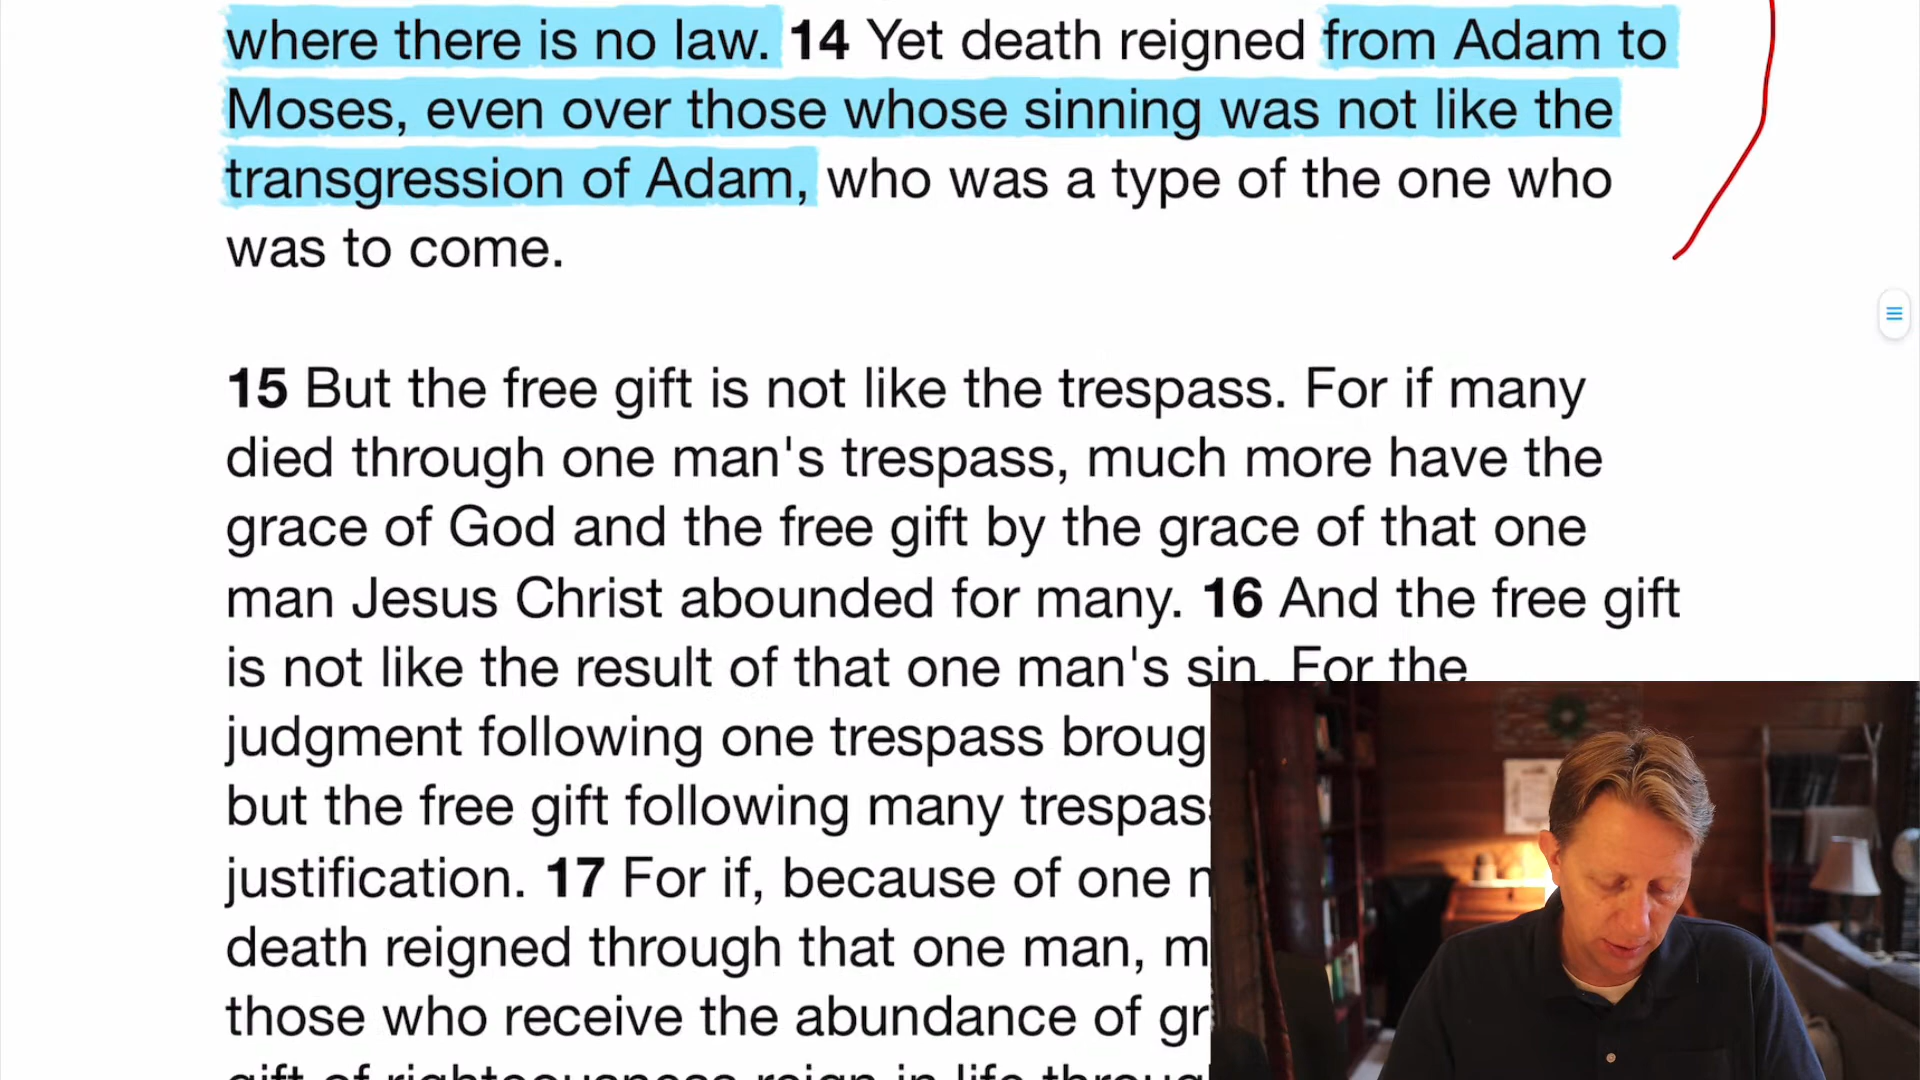 where there is no law. 14 Yet death reigned from Adam to
Moses, even over those whose sinning was not like the
transgression of Adam, who was a type of the one who
was to come.
15 But the free gift is not like the trespass. For if many
died through one man's trespass, much more have the
grace of God and the free gift by the grace of that one
man Jesus Christ abounded for many. 16 And the free gift
is not like the result of that one man's sin. For the
judgment following one trespass
but the free gift following many
justification. 17 For if, because of one
death reigned through that one man,
those who receive the abundance of
gift of righteousness reign in life